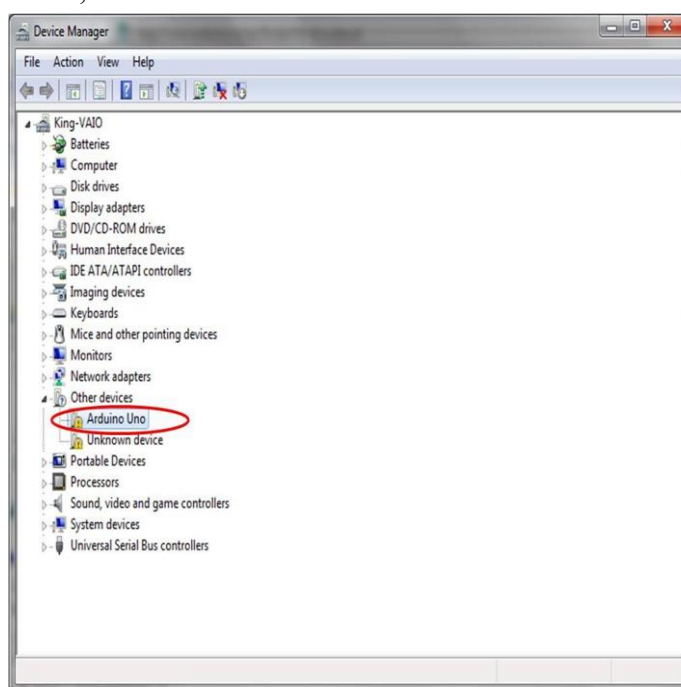 Device Manager
File Action View Help
King-VAIO
Batteries
Computer
Disk drives
Display adapters
DVD/CD-ROM drives
Human Interface Devices
IDE ATA/ATAPI controllers
Imaging devices
Keyboards
Mice and other pointing devices
Monitors
Network adapters
Other devices
Arduino Uno
Unknown device
Portable Devices
Processors
Sound, video and game controllers
System devices
Universal Serial Bus controllers